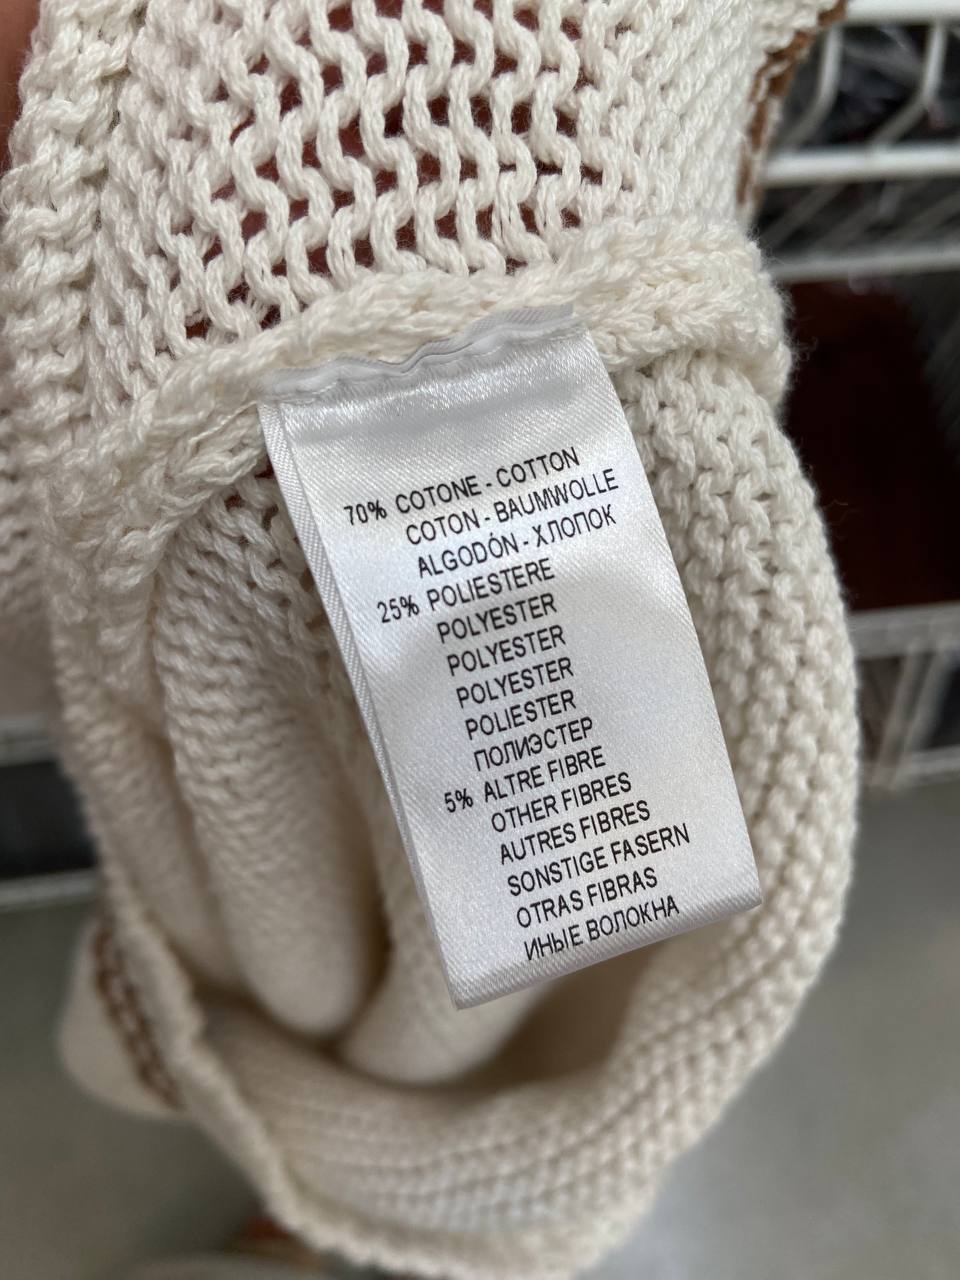 70% COTONE - COTTON
COTON - BAUMWOLLE
ALGODÓN - ХЛОПОК
25% POLIESTERE
POLYESTER
POLYESTER
POLYESTER
POLIESTER
ПОЛИЭСТЕР
5% ALTRE FIBRE
OTHER FIBRES
AUTRES FIBRES
SONSTIGE FASERN
OTRAS FIBRAS
ИНЫЕ ВОЛОКНА